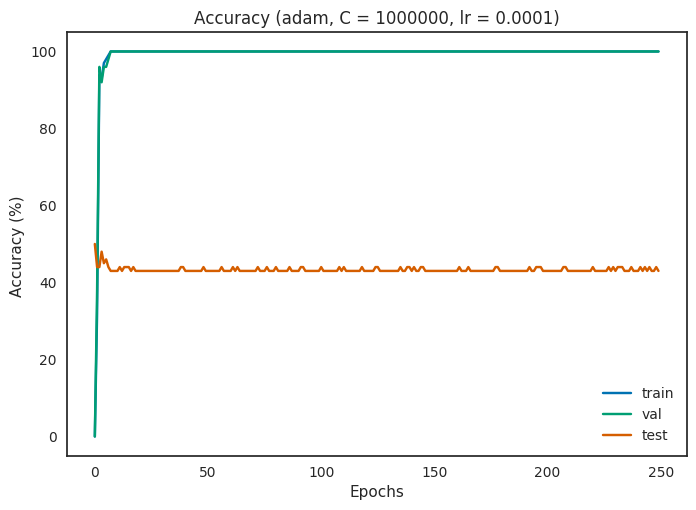 Accuracy (adam, C = 1000000, lr = 0.0001)
Accuracy (%)
100
80
60
40
20
0
train
val
test
0 50 100 150 200 250
Epochs